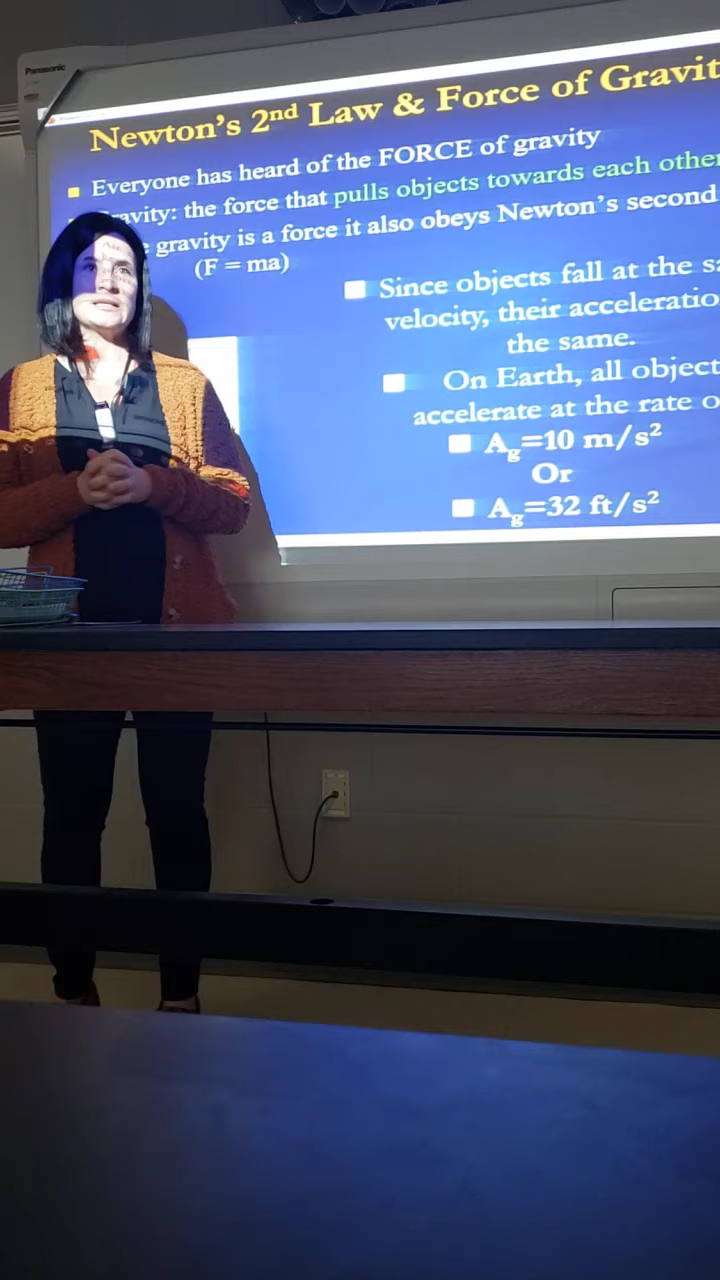 Panasonic
Newton's 2nd Law & Force of Gravit
Everyone has heard of the FORCE of gravity
ravity: the force that pulls objects towards each other
e gravity is a force it also obeys Newton's second
(F = ma)
Since objects fall at the sa
velocity, their acceleratio
the same.
On Earth, all object
accelerate at the rate o
Ag=10 m/s²
Or
Ag=32 ft/s²